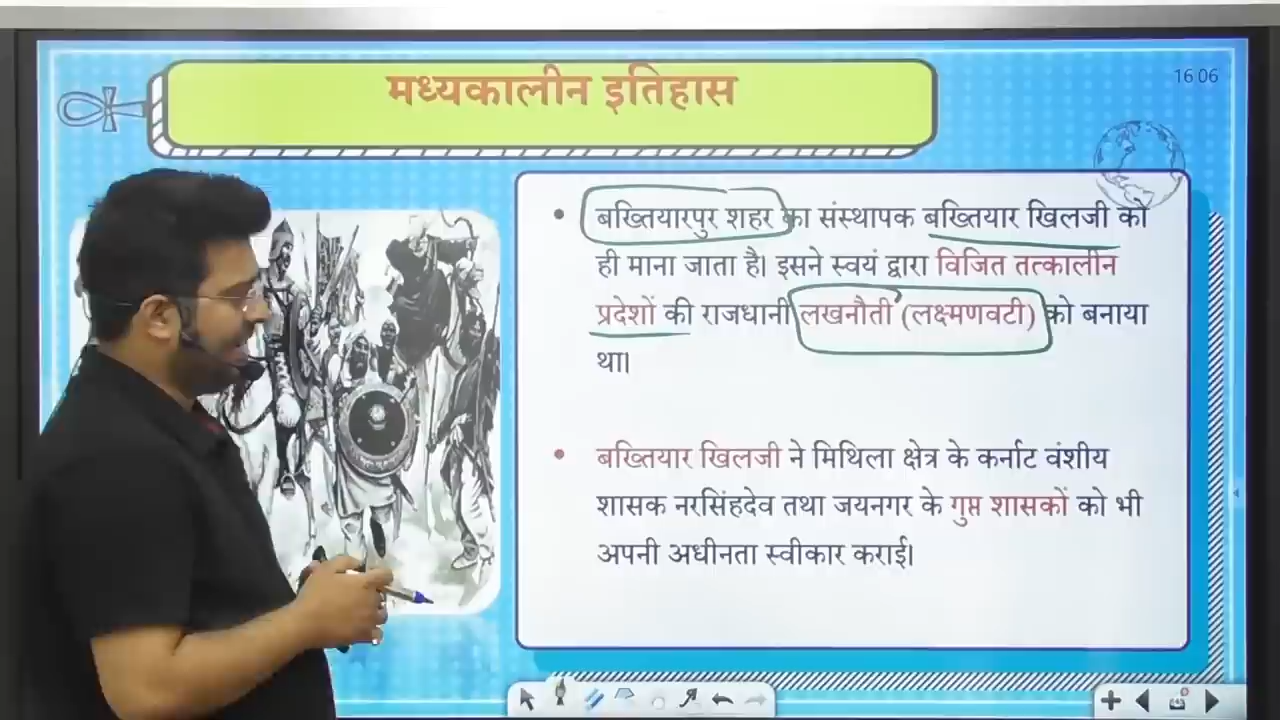 मध्यकालीन इतिहास
16 06
• बख्तियारपुर शहर का संस्थापक बख्तियार खिलजी को
ही माना जाता है। इसने स्वयं द्वारा विजित तत्कालीन
प्रदेशों की राजधानी लखनौती (लक्ष्मणवटी) को बनाया
था।
• बख्तियार खिलजी ने मिथिला क्षेत्र के कर्नाट वंशीय
शासक नरसिंहदेव तथा जयनगर के गुप्त शासकों को भी
अपनी अधीनता स्वीकार कराई।